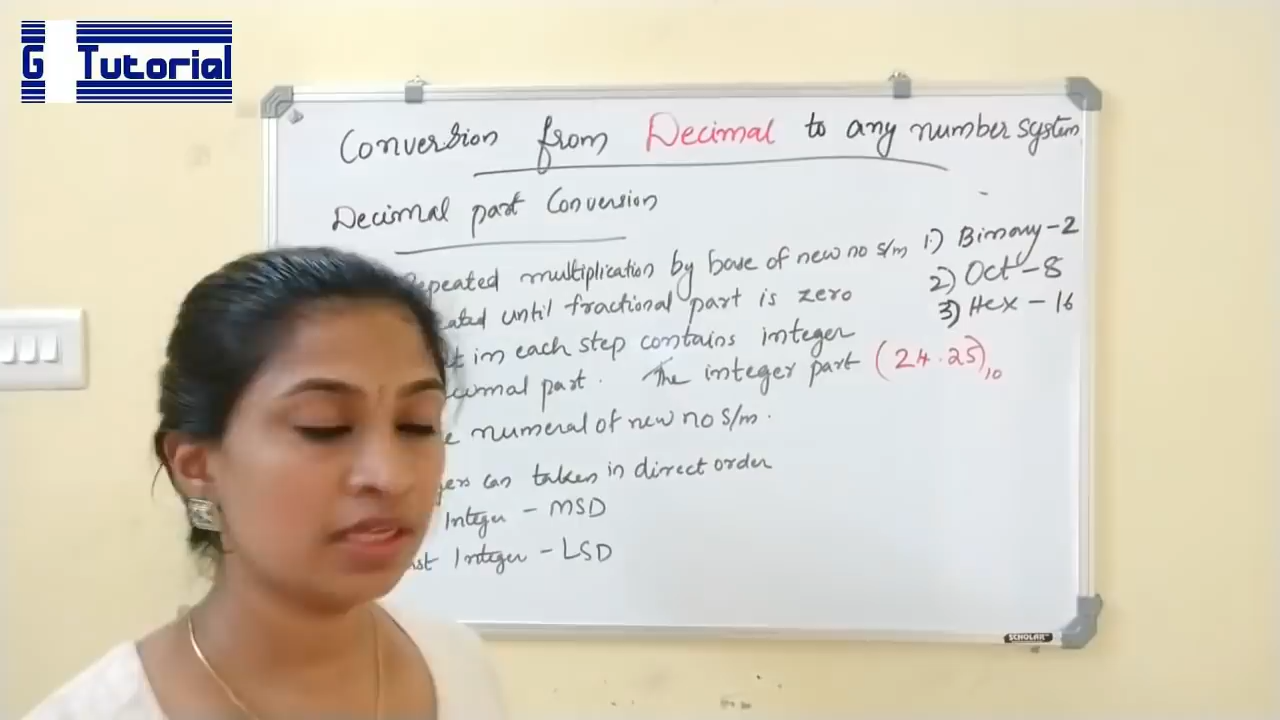 G Tutorial
Conversion from Decimal to any number system
Decimal part Conversion
Repeated multiplication by base of new no s/m
until fractional part is zero
in each step contains integer
part. The integer part
numeral of new no s/m.
can taken in direct order
Integer - MSD
Integer - LSD
1) Binary-2
2) Oct-8
3) Hex-16
(24.25)10
SCHOLAR